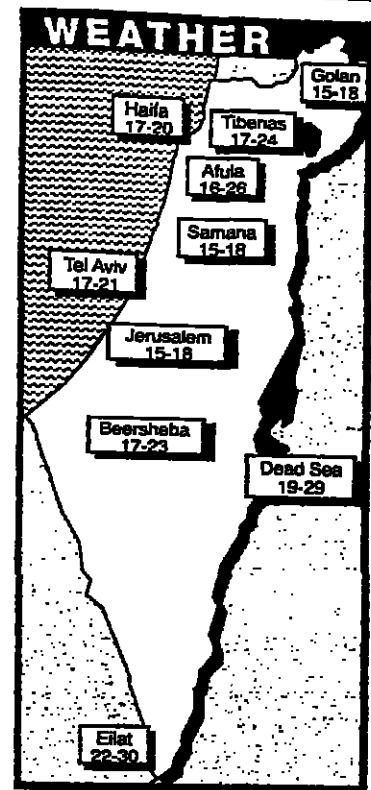 WEATHER
Golan
15-18
Haifa
17-20
Tiberias
17-24
Afula
16-26
Samaria
15-18
Tel Aviv
17-21
Jerusalem
15-18
Beersheba
17-23
Dead Sea
19-29
Eilat
22-30